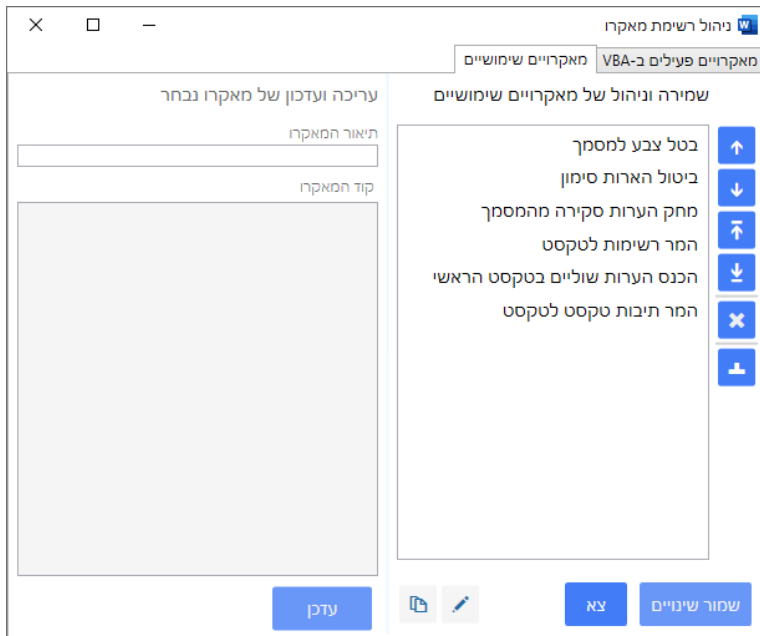 ניהול רשימת מאקרו
מאקרויים פעילים ב-VBA
מאקרויים שימושיים
שמירה וניהול של מאקרויים שימושיים
בטל צבע למסמך
ביטול הארות סימון
מחק הערות סקירה מהמסמך
המר רשימות לטקסט
הכנס הערות שוליים בטקסט הראשי
המר תיבות טקסט לטקסט
שמור שינויים
צא
עריכה ועדכון של מאקרו נבחר
תיאור המאקרו
קוד המאקרו
עדכן